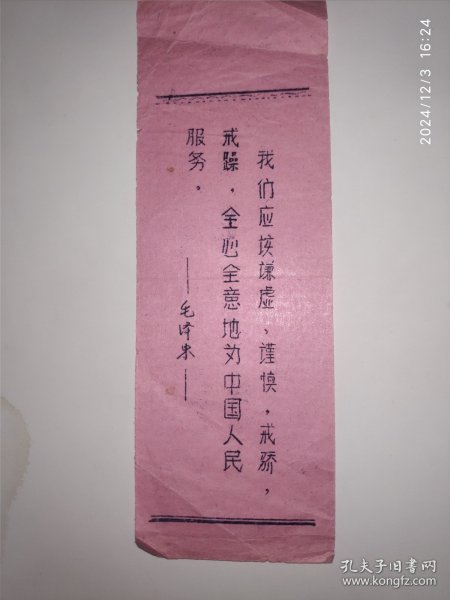 我们应该谦虚，谨慎，戒骄，
戒躁，全心全意地为中国人民
服务。
——毛泽东——
2024/12/3 16:24
孔夫子旧书网
www.kongfz.com